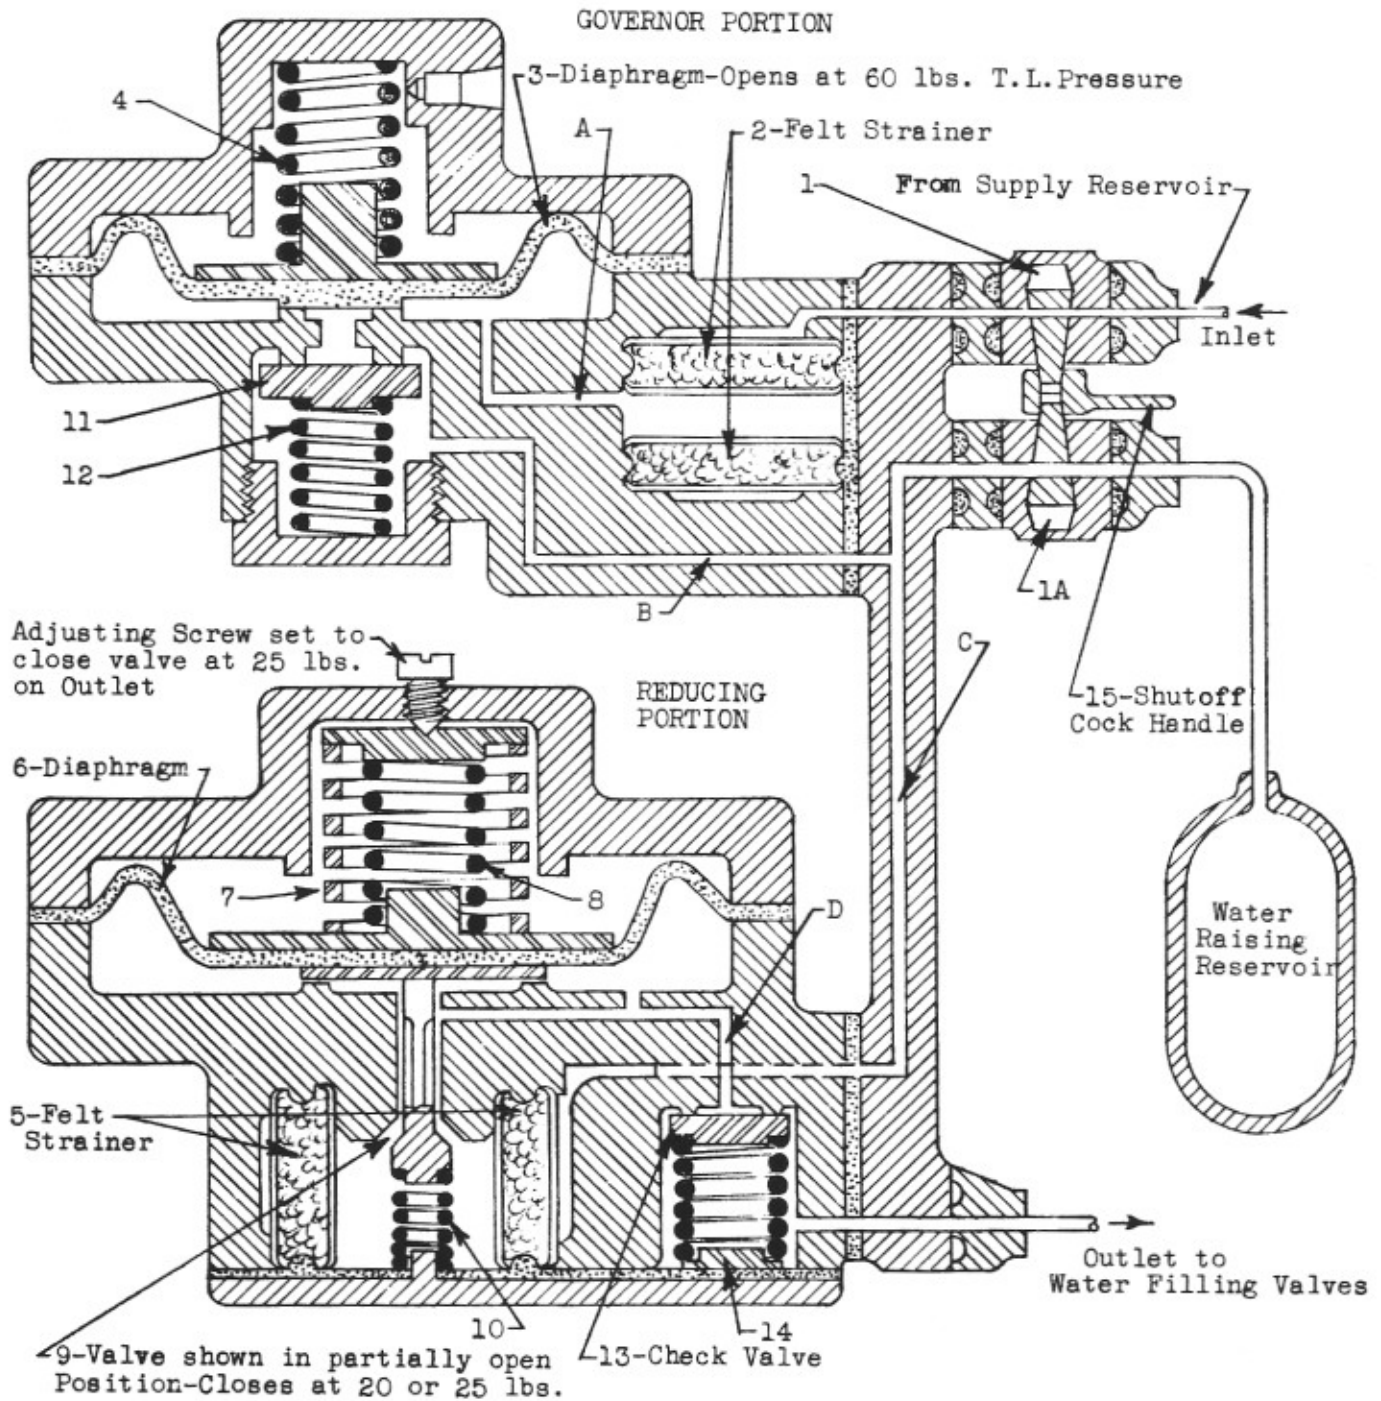 GOVERNOR PORTION
3-Diaphragm-Opens at 60 lbs. T.L.Pressure
4
A
2-Felt Strainer
1
From Supply Reservoir
Inlet
11
12
B
1A
C
15-Shutoff
Cock Handle
Adjusting Screw set to
close valve at 25 lbs.
on Outlet
REDUCING
PORTION
6-Diaphragm
7
8
D
Water
Raising
Reservoir
5-Felt
Strainer
10
14
13-Check Valve
Outlet to
Water Filling Valves
9-Valve shown in partially open
Position-Closes at 20 or 25 lbs.